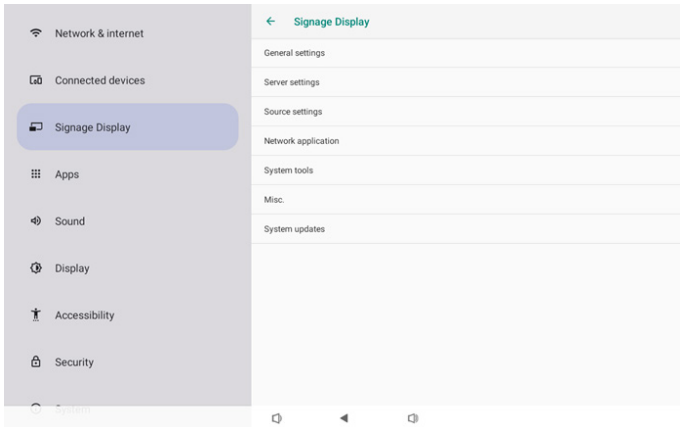 Network & internet
Connected devices
Signage Display
Apps
Sound
Display
Accessibility
Security
System
Signage Display
General settings
Server settings
Source settings
Network application
System tools
Misc.
System updates